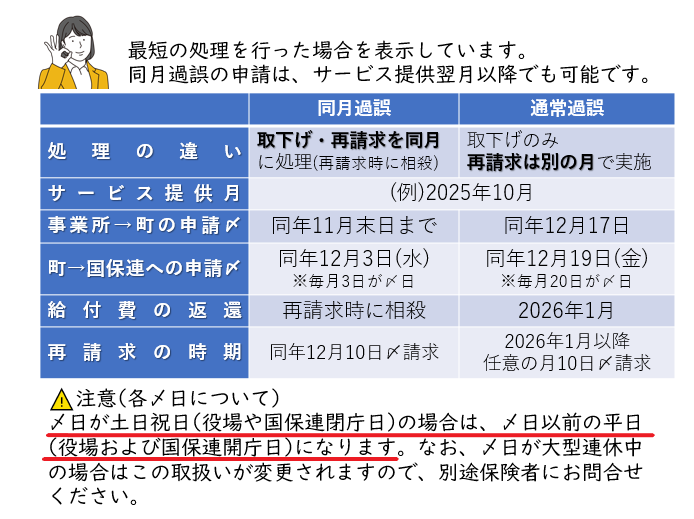 最短の処理を行った場合を表示しています。
同月過誤の申請は、サービス提供翌月以降でも可能です。
同月過誤 通常過誤
処理の違い 取下げ・再請求を同月に処理(再請求時に相殺) 取下げのみ再請求は別の月で実施
サービス提供月 (例)2025年10月
事業所→町の申請〆 同年11月末日まで 同年12月17日
町→国保連への申請〆 同年12月3日(水) 同年12月19日(金)
※毎月3日が〆日 ※毎月20日が〆日
給付費の返還 再請求時に相殺 2026年1月
再請求の時期 同年12月10日〆請求 2026年1月以降任意の月10日〆請求
注意(各〆日について)
〆日が土日祝日(役場や国保連閉庁日)の場合は、〆日以前の平日
(役場および国保連開庁日)になります。なお、〆日が大型連休中
の場合はこの取扱いが変更されますので、別途保険者にお問合せ
ください。